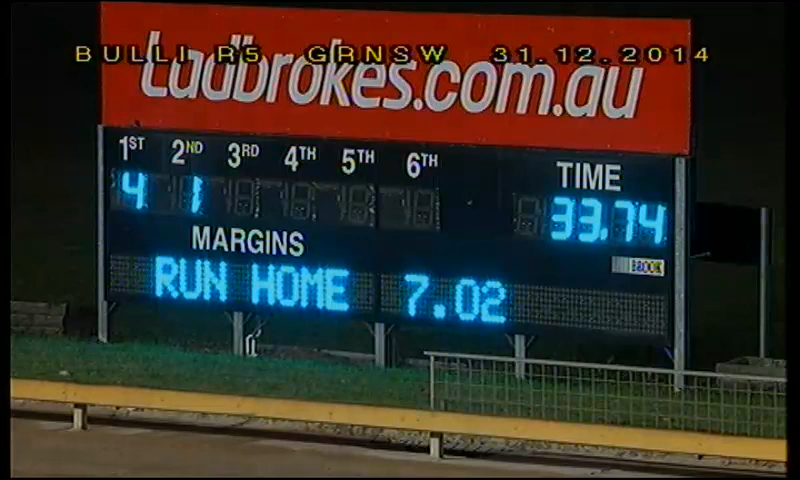 BULLI R5 GRNSW 31.12.2014
Ladbrokes.com.au
1ST 2ND 3RD 4TH 5TH 6TH TIME
4 1 33.74
MARGINS
BROOK
RUN HOME 7.02